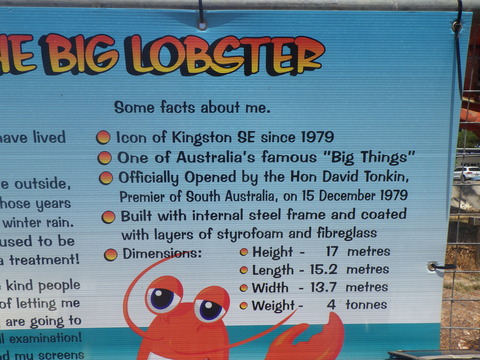 HE BIG LOBSTER
Some facts about me.
have lived
e outside,
hose years
winter rain.
used to be
a treatment!
kind people
of letting me
are going to
examination!
d my screens
Icon of Kingston SE since 1979
One of Australia's famous "Big Things"
Officially Opened by the Hon David Tonkin,
Premier of South Australia, on 15 December 1979
Built with internal steel frame and coated
with layers of styrofoam and fibreglass
Dimensions:
Height - 17 metres
Length - 15.2 metres
Width - 13.7 metres
Weight - 4 tonnes